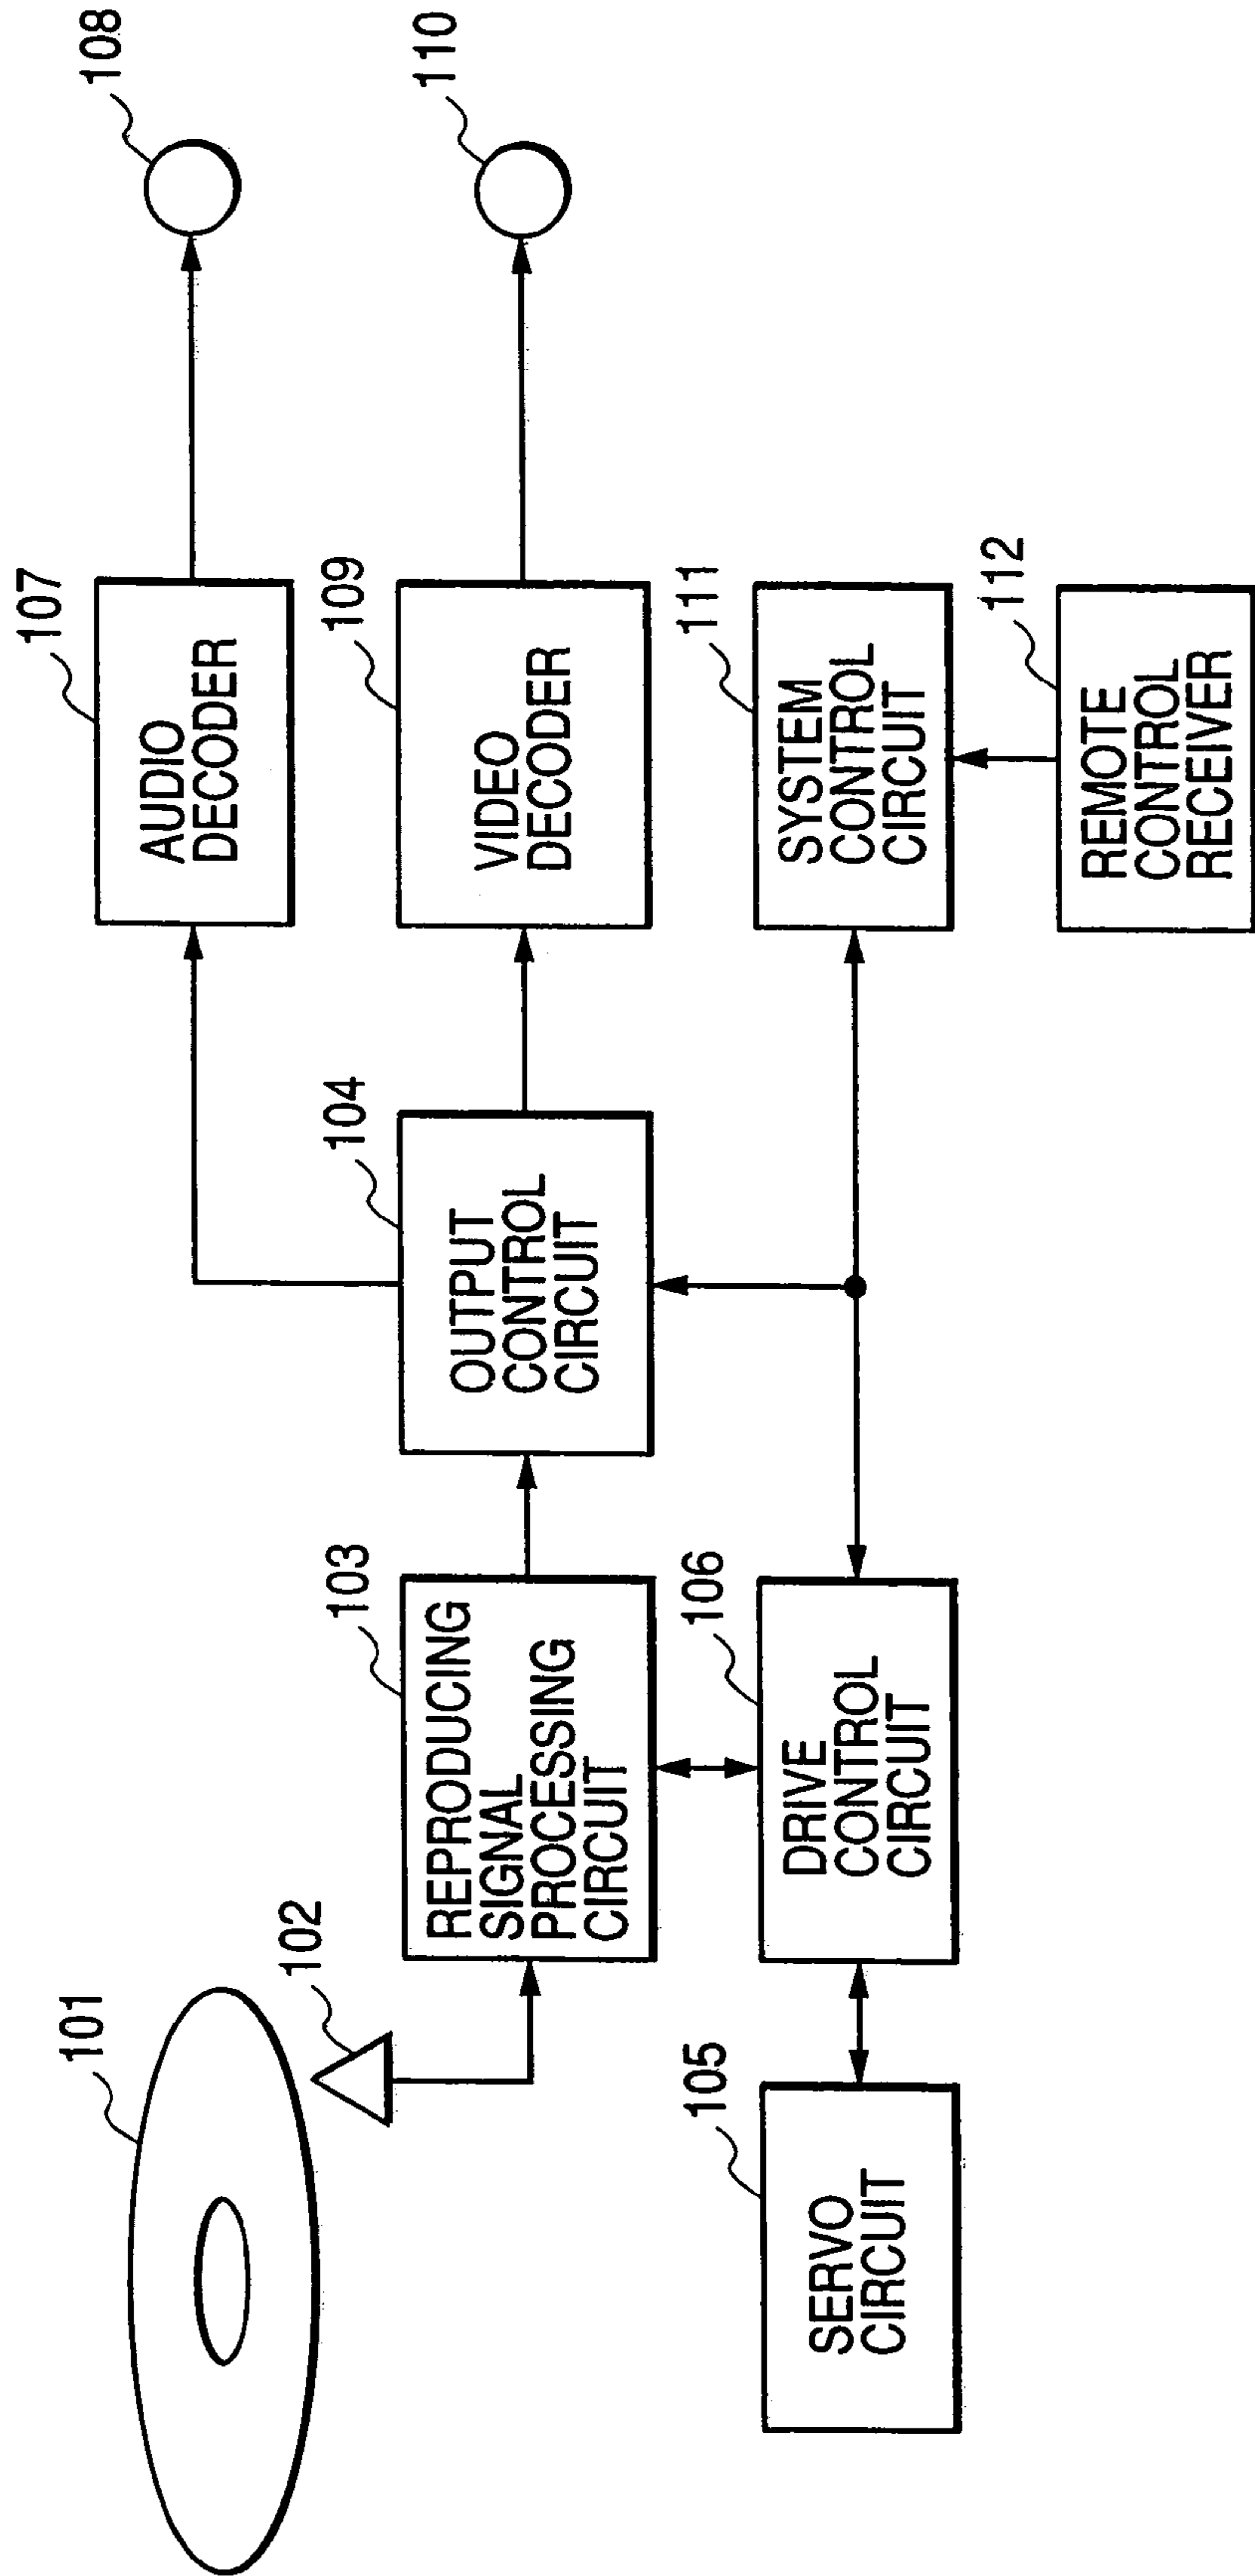 101
102
REPRODUCING
SIGNAL
PROCESSING
CIRCUIT
103
OUTPUT
CONTROL
CIRCUIT
104
AUDIO
DECODER
107
108
VIDEO
DECODER
109
110
SERVO
CIRCUIT
105
DRIVE
CONTROL
CIRCUIT
106
SYSTEM
CONTROL
CIRCUIT
111
REMOTE
CONTROL
RECEIVER
112